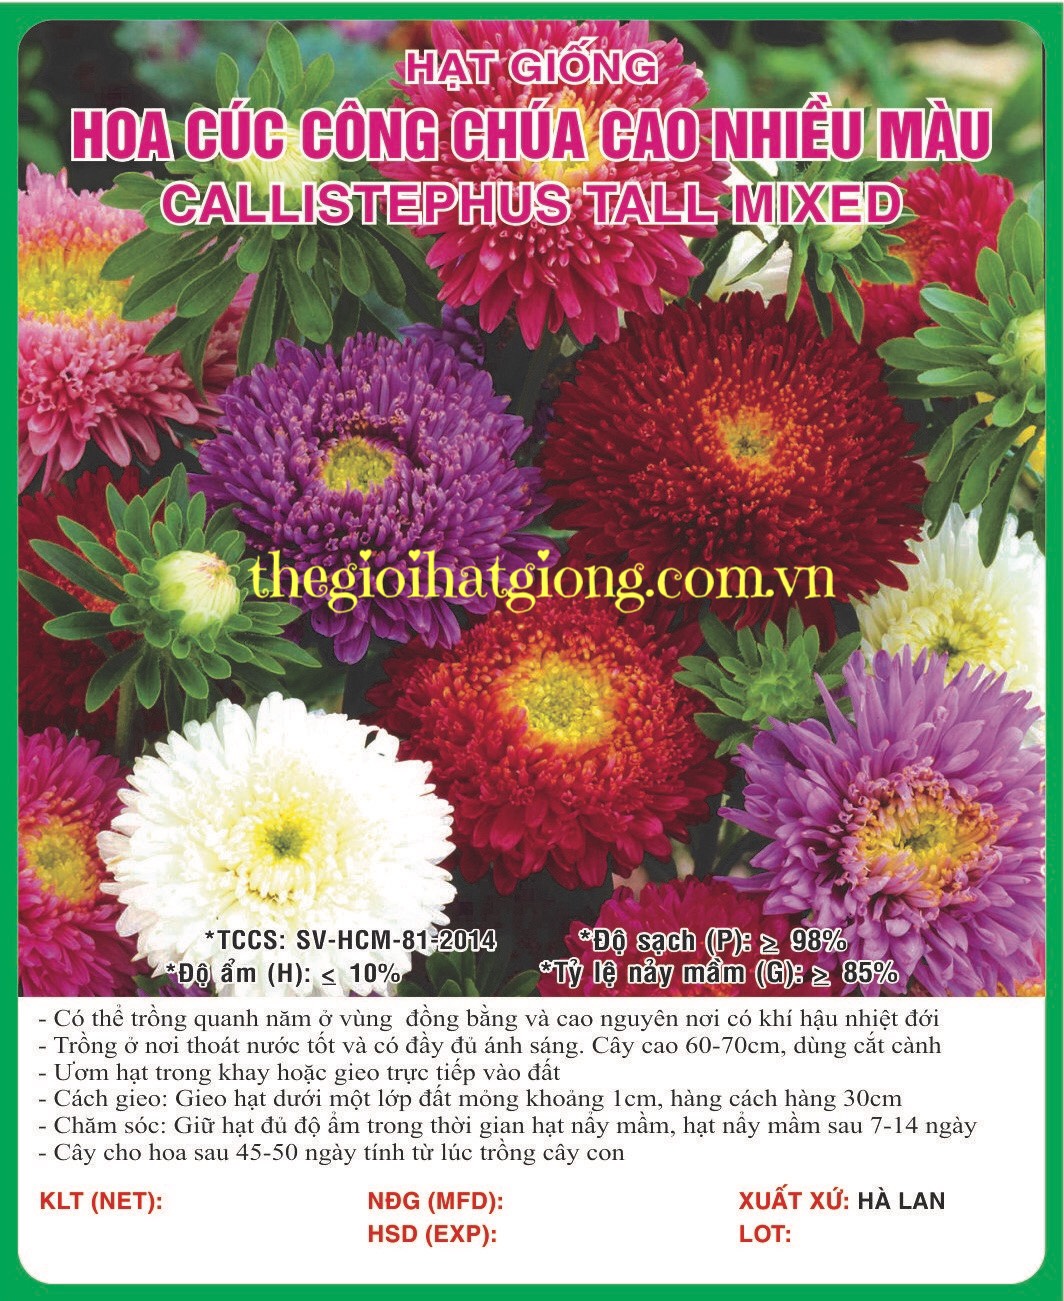 HẠT GIỐNG
HOA CÚC CÔNG CHÚA CAO NHIỀU MÀU
CALLISTEPHUS TALL MIXED
thegioihatgiong.com.vn
*TCCS: SV-HCM-81-2014 *Độ sạch (P): ≥ 98%
*Độ ẩm (H): ≤ 10% *Tỷ lệ nảy mầm (G): ≥ 85%
- Có thể trồng quanh năm ở vùng đồng bằng và cao nguyên nơi có khí hậu nhiệt đới
- Trồng ở nơi thoát nước tốt và có đầy đủ ánh sáng. Cây cao 60-70cm, dùng cắt cành
- Ươm hạt trong khay hoặc gieo trực tiếp vào đất
- Cách gieo: Gieo hạt dưới một lớp đất mỏng khoảng 1cm, hàng cách hàng 30cm
- Chăm sóc: Giữ hạt đủ độ ẩm trong thời gian hạt nẩy mầm, hạt nẩy mầm sau 7-14 ngày
- Cây cho hoa sau 45-50 ngày tính từ lúc trồng cây con
KLT (NET): NĐG (MFD): XUẤT XỨ: HÀ LAN
HSD (EXP): LOT: